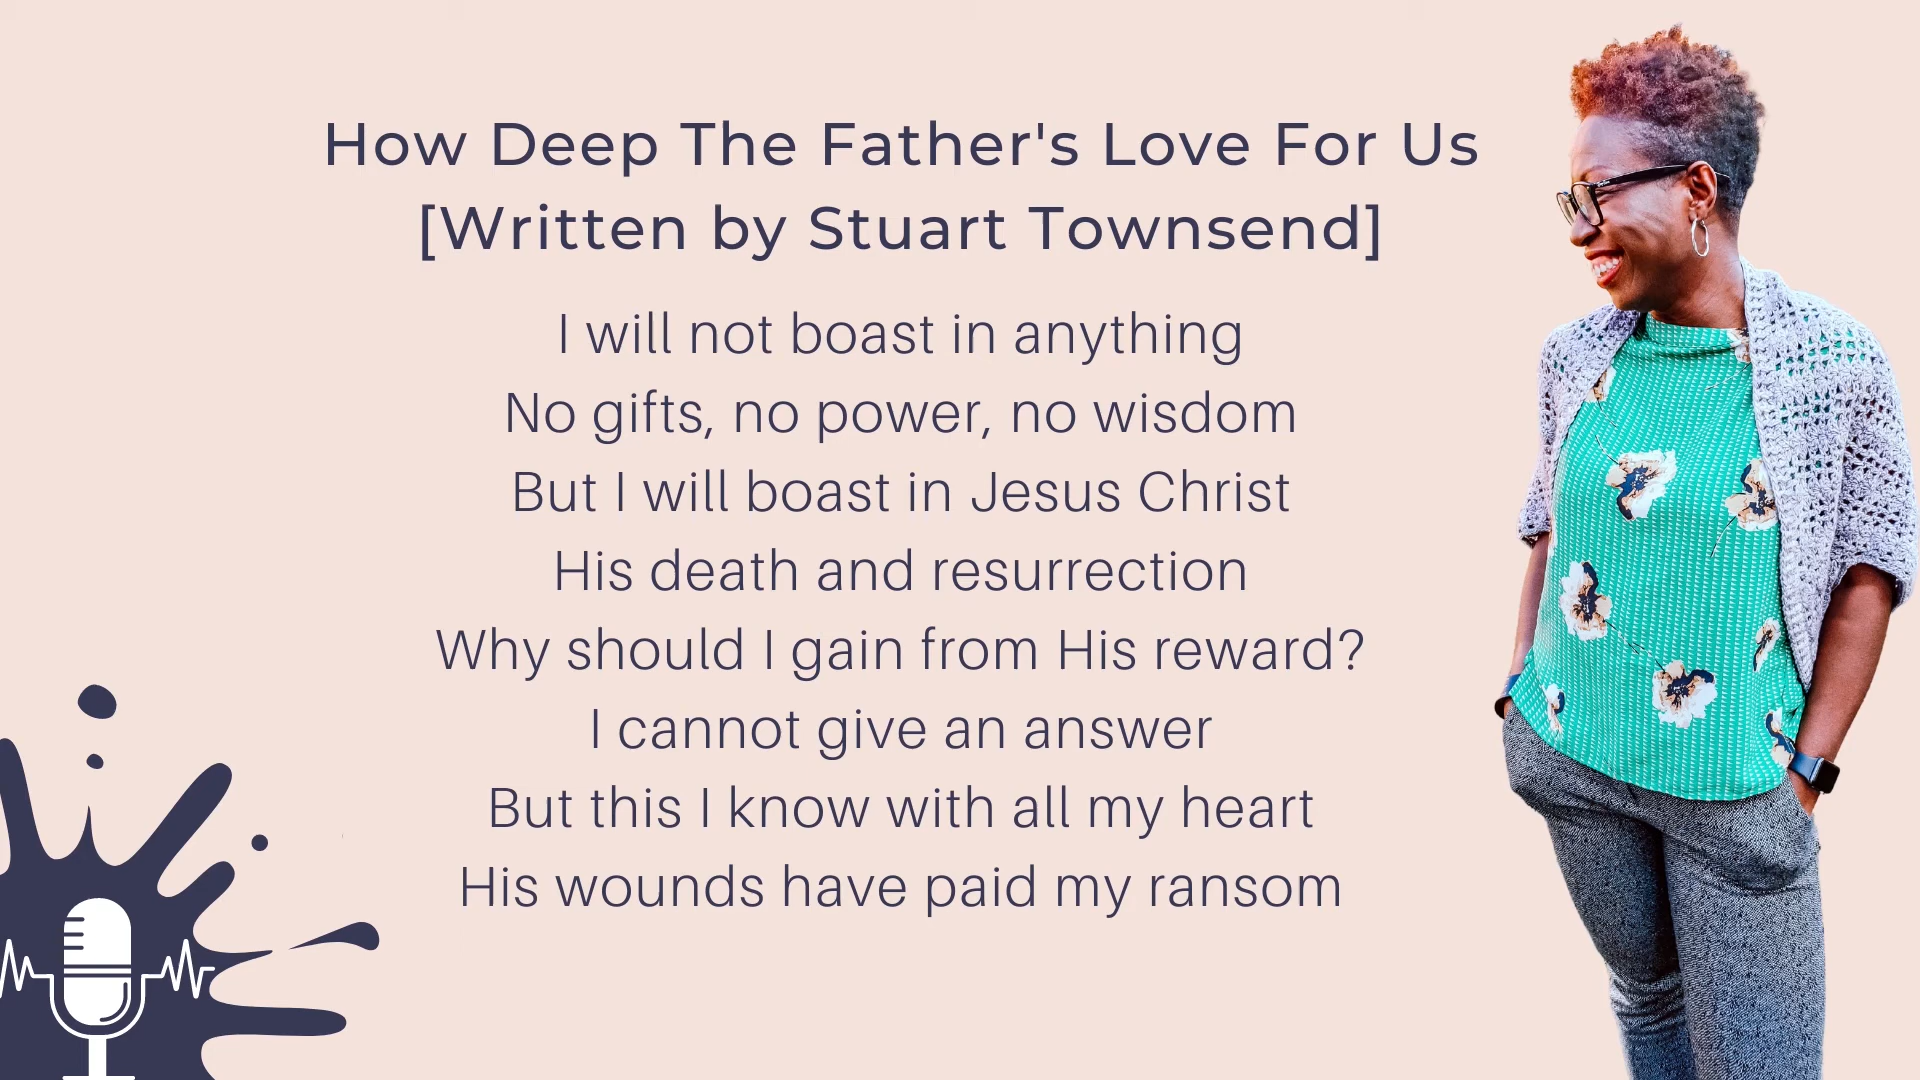 How Deep The Father's Love For Us
[Written by Stuart Townsend]
I will not boast in anything
No gifts, no power, no wisdom
But I will boast in Jesus Christ
His death and resurrection
Why should I gain from His reward?
I cannot give an answer
But this I know with all my heart
His wounds have paid my ransom